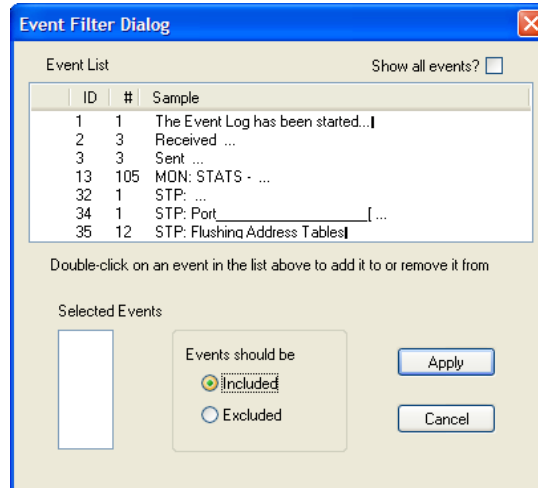 Event Filter Dialog
Event List Show all events?
ID # Sample
1 1 The Event Log has been started...
2 3 Received ...
3 3 Sent ...
13 105 MON: STATS - ...
32 1 STP: ...
34 1 STP: Port____________________[ ...
35 12 STP: Flushing Address Tables
Double-click on an event in the list above to add it to or remove it from
Selected Events
Events should be
Included
Excluded
Apply
Cancel